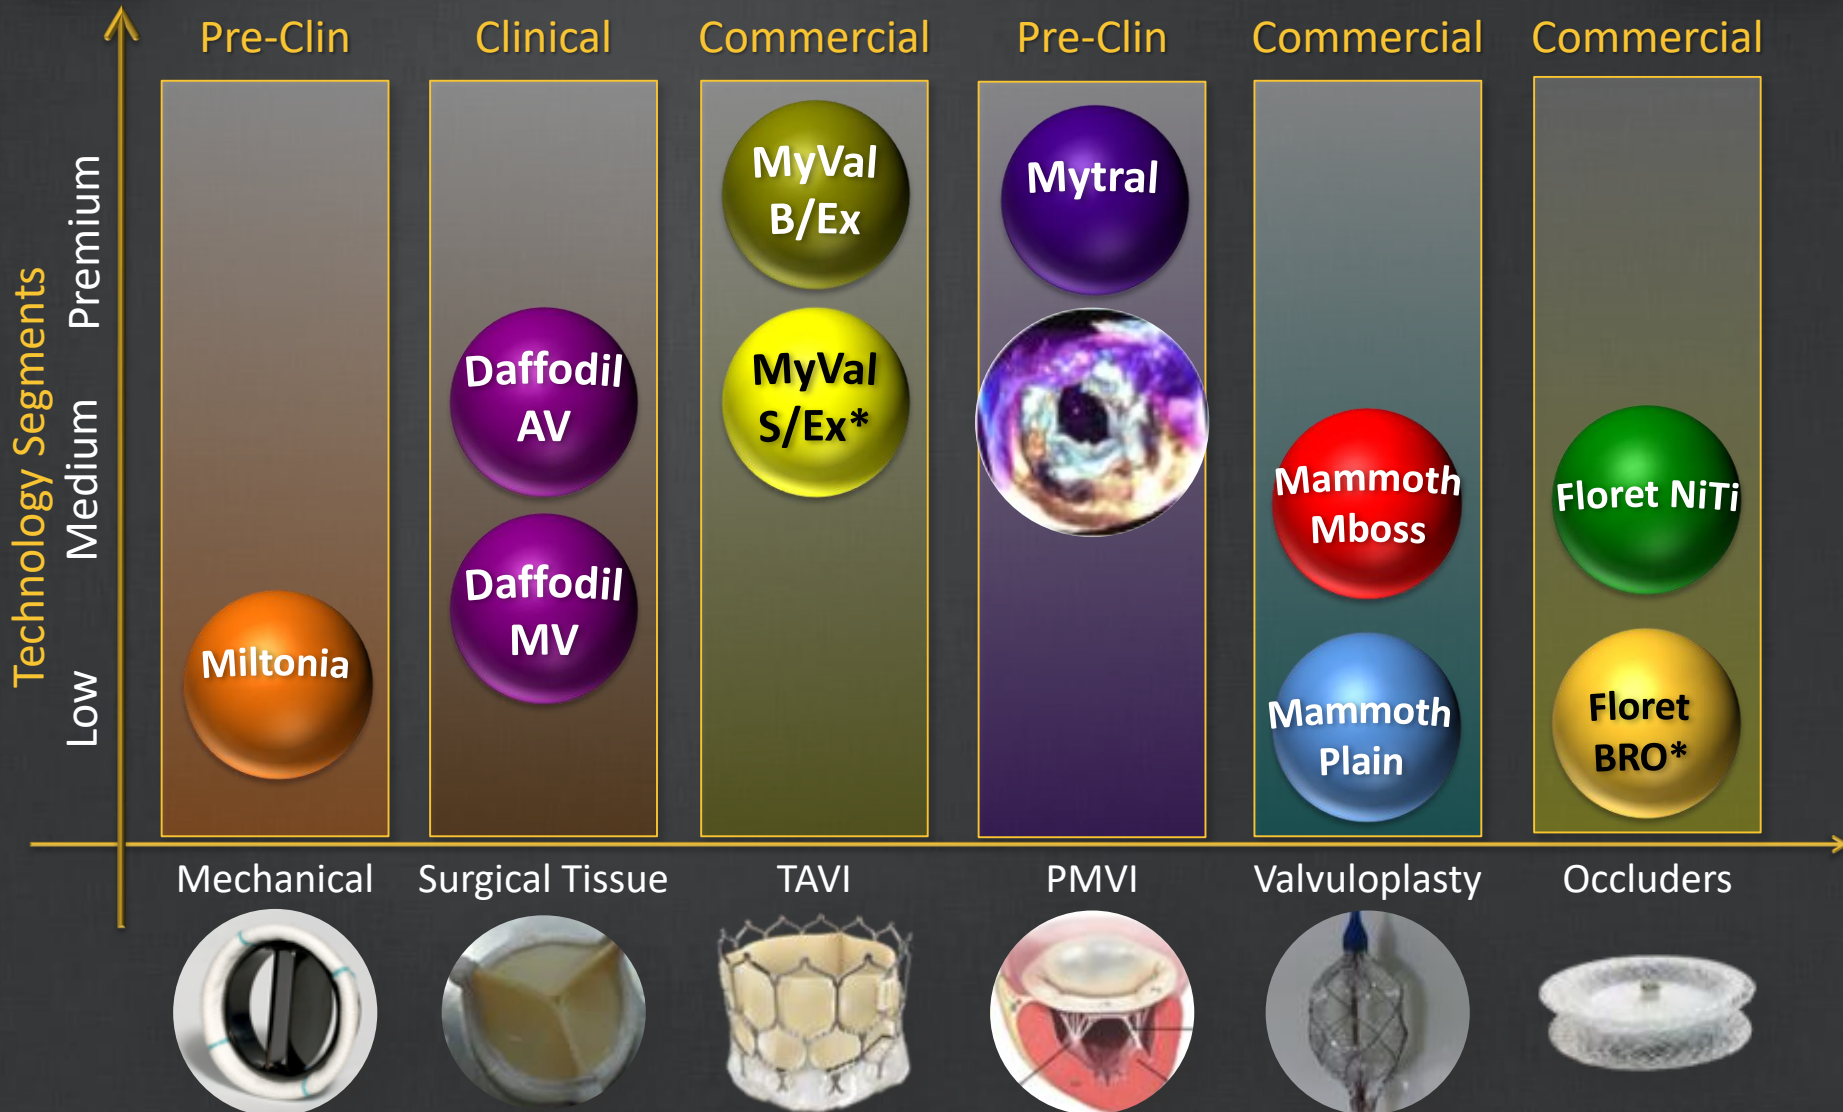 Pre-Clin
Clinical
Commercial
Pre-Clin
Commercial
Commercial
Technology Segments
Premium
Medium
Low
Miltonia
Daffodil
AV
Daffodil
MV
MyVal
B/Ex
MyVal
S/Ex*
Mytral
Mammoth
Mboss
Mammoth
Plain
Floret NiTi
Floret
BRO*
Mechanical
Surgical Tissue
TAVI
PMVI
Valvuloplasty
Occluders